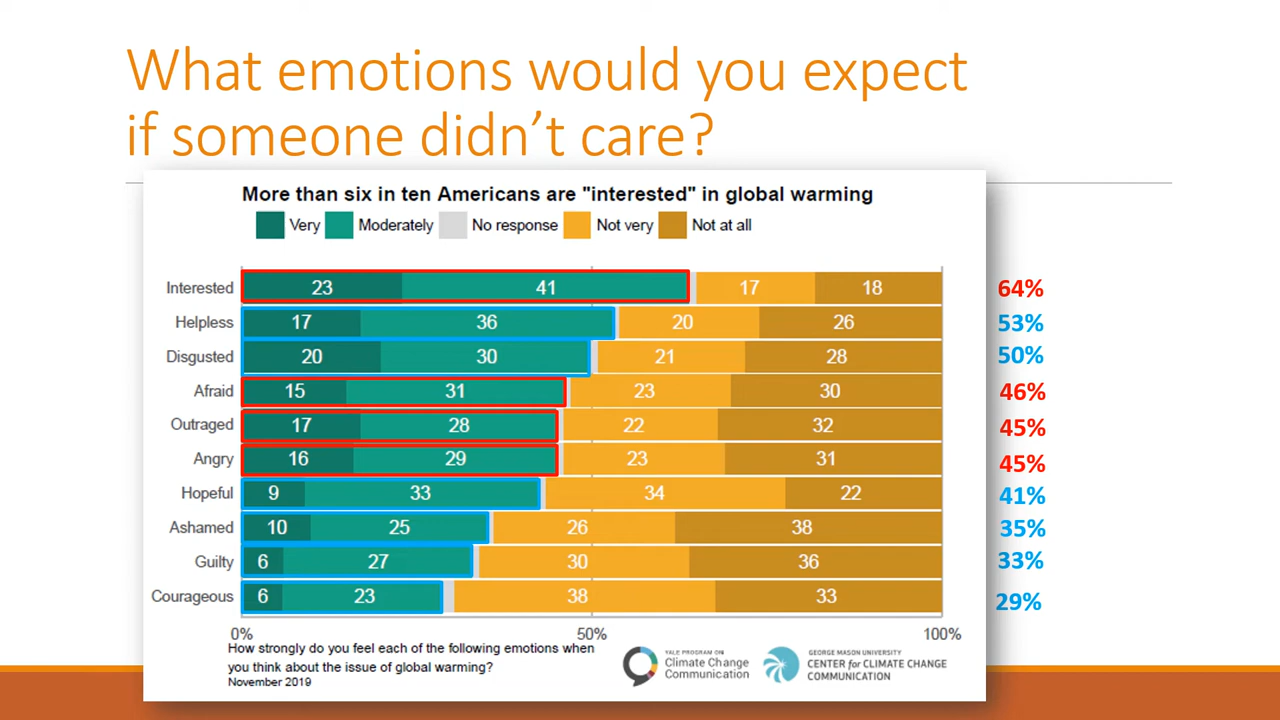 What emotions would you expect
if someone didn’t care?
More than six in ten Americans are "interested" in global warming
Very Moderately No response Not very Not at all
Interested 23 41 17 18 64%
Helpless 17 36 20 26 53%
Disgusted 20 30 21 28 50%
Afraid 15 31 23 30 46%
Outraged 17 28 22 32 45%
Angry 16 29 23 31 45%
Hopeful 9 33 34 22 41%
Ashamed 10 25 26 38 35%
Guilty 6 27 30 36 33%
Courageous 6 23 38 33 29%
0% 50% 100%
How strongly do you feel each of the following emotions when
you think about the issue of global warming?
November 2019
YALE PROGRAM ON
Climate Change
Communication
GEORGE MASON UNIVERSITY
CENTER for CLIMATE CHANGE
COMMUNICATION